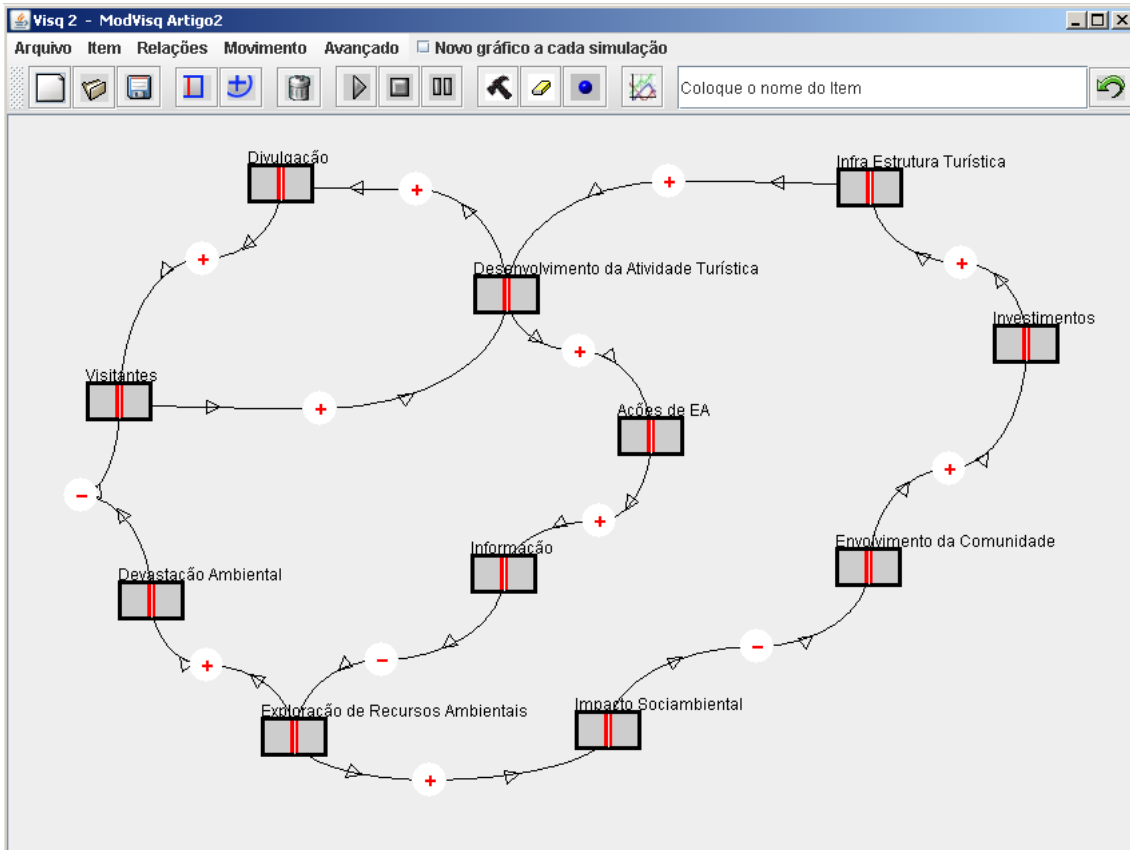 Visq 2 - ModVisq Artigo2
Arquivo Item Relações Movimento Avançado Novo gráfico a cada simulação
Coloque o nome do Item
Divulgação
Infra Estrutura Turística
+
+
+
+
Desenvolvimento da Atividade Turística
Investimentos
+
Visitantes
+
Ações de EA
+
−
+
Envolvimento da Comunidade
Informação
Devastação Ambiental
−
−
+
Impacto Sociambiental
Exploração de Recursos Ambientais
+